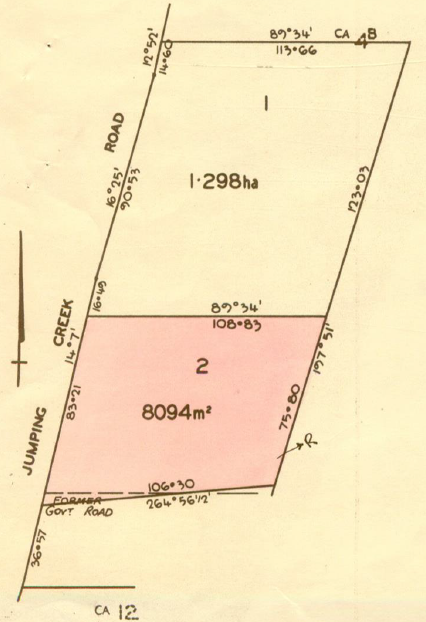 89°34' CA 4B
113·66
12°52'
14·60
1
ROAD
1·298ha
16°25'
90·53
123·03
16·49
89°34'
108·83
CREEK
14°7'
2
197°51'
8094m²
83·21
75·80
JUMPING
R
106·30
FORMER
264°56½'
GOVT ROAD
36·57
CA 12